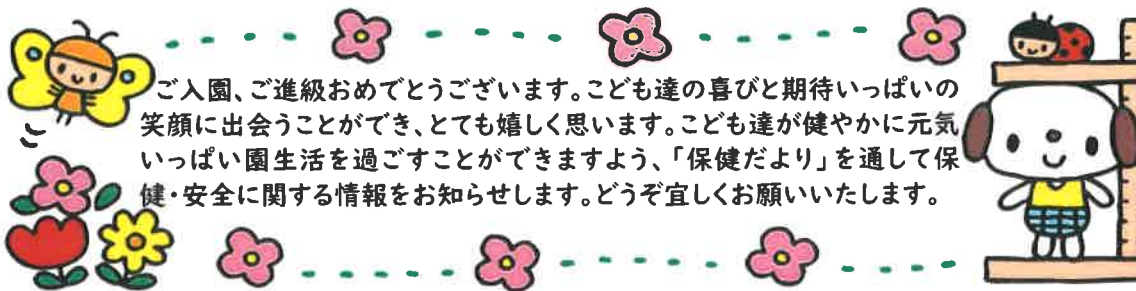 ご入園、ご進級おめでとうございます。こども達の喜びと期待いっぱいの
笑顔に出会うことができ、とても嬉しく思います。こども達が健やかに元気
いっぱい園生活を過ごすことができますよう、「保健だより」を通して保
健・安全に関する情報をお知らせします。どうぞ宜しくお願いいたします。